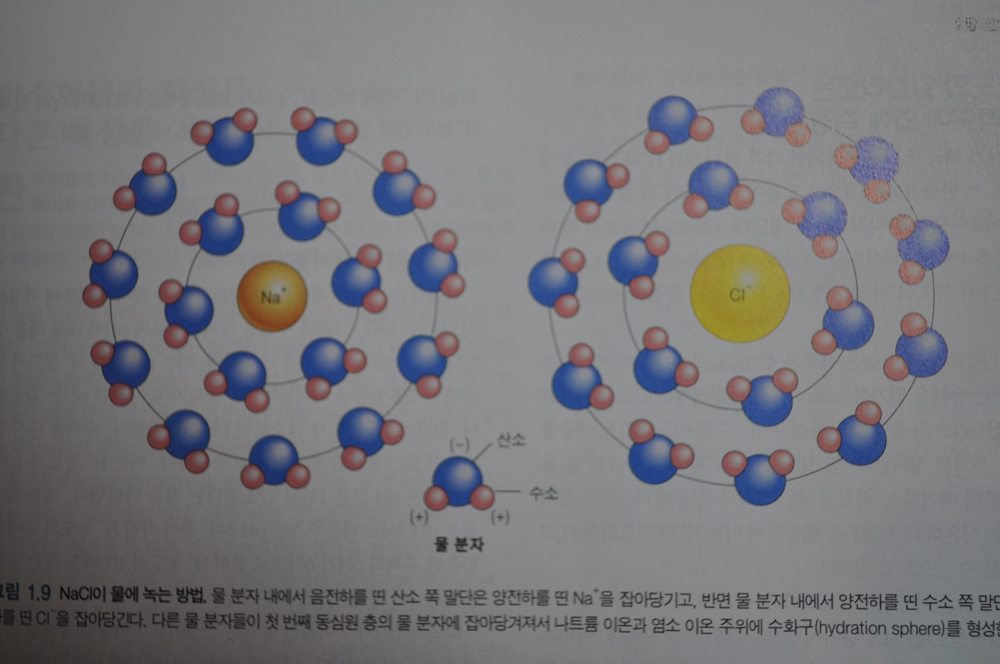 Na⁺
Cl⁻
(−)
산소
수소
(+)
(+)
물 분자
그림 1.9 NaCl이 물에 녹는 방법. 물 분자 내에서 음전하를 띤 산소 쪽 말단은 양전하를 띤 Na⁺을 잡아당기고, 반면 물 분자 내에서 양전하를 띤 수소 쪽 말단
를 띤 Cl⁻을 잡아당긴다. 다른 물 분자들이 첫 번째 동심원 층의 물 분자에 잡아당겨져서 나트륨 이온과 염소 이온 주위에 수화구(hydration sphere)를 형성